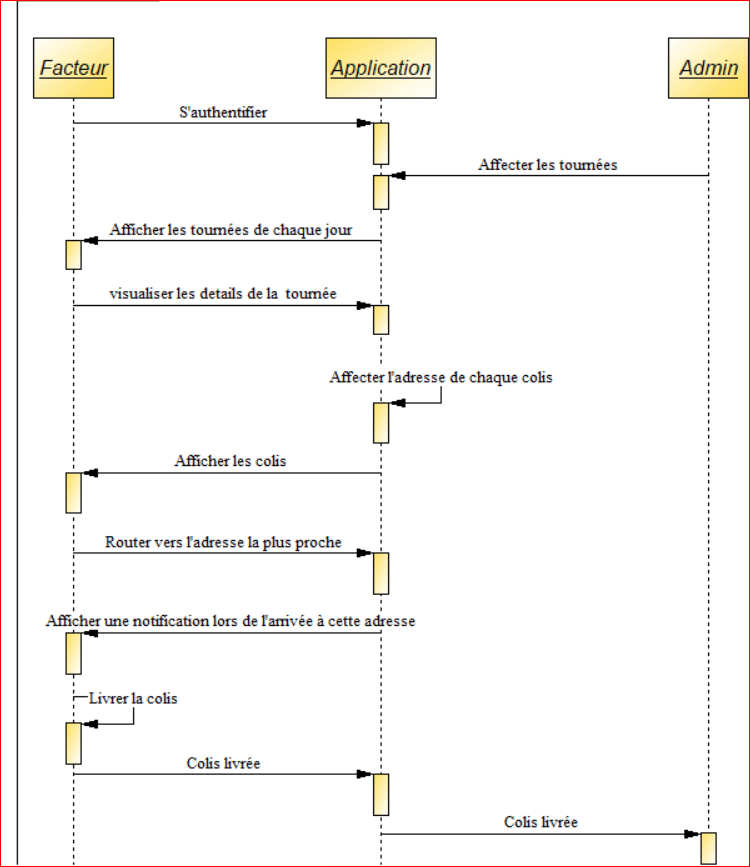 Facteur
Application
Admin
S'authentifier
Affecter les tournées
Afficher les tournées de chaque jour
visualiser les details de la tournée
Affecter l'adresse de chaque colis
Afficher les colis
Router vers l'adresse la plus proche
Afficher une notification lors de l'arrivée à cette adresse
Livrer la colis
Colis livrée
Colis livrée